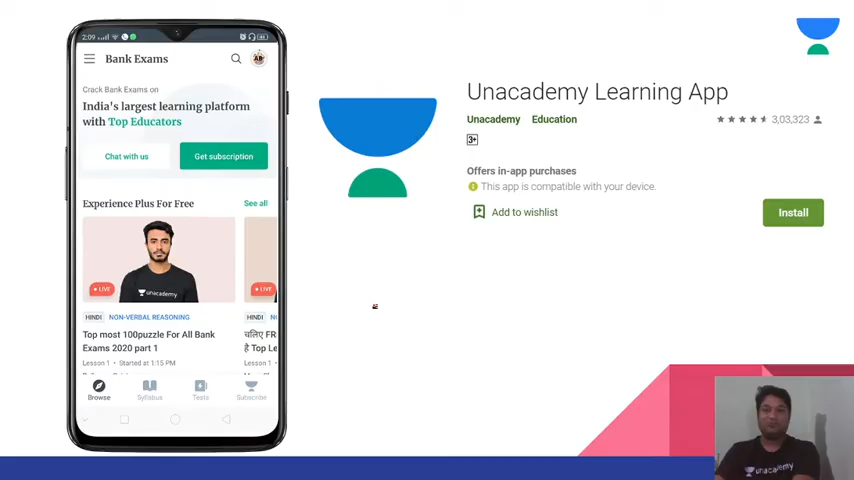 2:09
Bank Exams
Crack Bank Exams on
India's largest learning platform
with Top Educators
Chat with us
Get subscription
Experience Plus For Free
See all
LIVE
LIVE
unacademy
HINDI NON-VERBAL REASONING
HINDI
Top most 100puzzle For All Bank
Exams 2020 part 1
चलिए FR
है Top Le
Lesson 1 • Started at 1:15 PM
Lesson 1
Browse
Syllabus
Tests
Subscribe
Unacademy Learning App
Unacademy Education
3,03,323
3+
Offers in-app purchases
This app is compatible with your device.
Add to wishlist
Install
unacademy